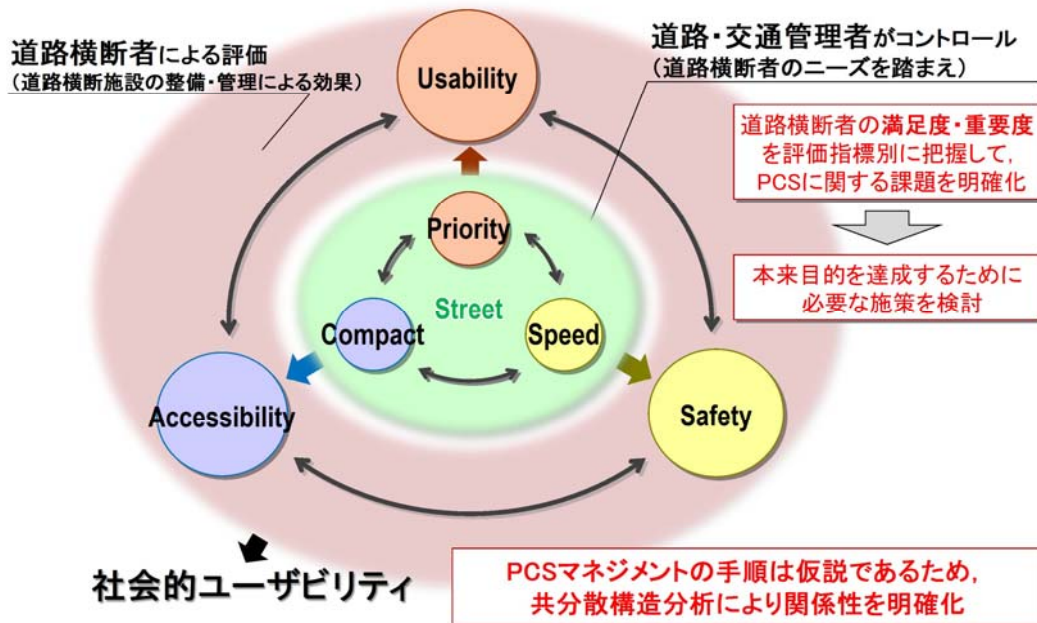 道路横断者による評価
(道路横断施設の整備・管理による効果)
道路・交通管理者がコントロール
(道路横断者のニーズを踏まえ)
Usability
道路横断者の満足度・重要度
を評価指標別に把握して,
PCSに関する課題を明確化
Priority
本来目的を達成するために
必要な施策を検討
Street
Compact
Speed
Accessibility
Safety
社会的ユーザビリティ
PCSマネジメントの手順は仮説であるため,
共分散構造分析により関係性を明確化